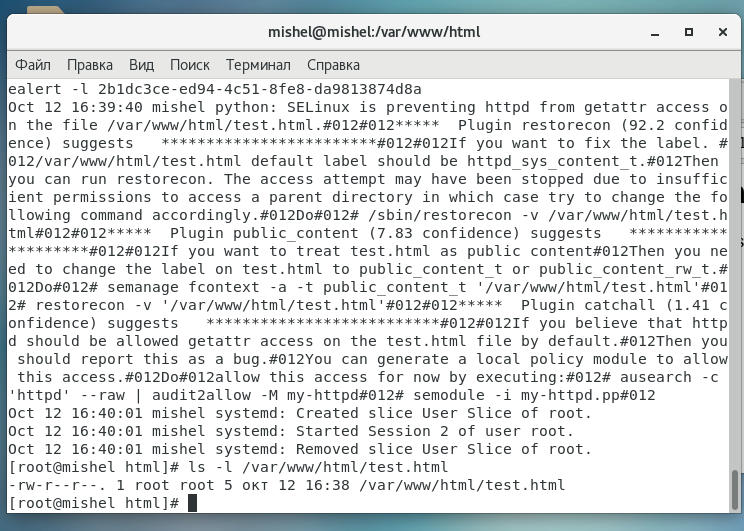 mishel@mishel:/var/www/html
Файл Правка Вид Поиск Терминал Справка
ealert -l 2b1dc3ce-ed94-4c51-8fe8-da9813874d8a
Oct 12 16:39:40 mishel python: SELinux is preventing httpd from getattr access o
n the file /var/www/html/test.html.#012#012*****  Plugin restorecon (92.2 confid
ence) suggests   ************************#012#012If you want to fix the label. #
012/var/www/html/test.html default label should be httpd_sys_content_t.#012Then 
you can run restorecon. The access attempt may have been stopped due to insuffic
ient permissions to access a parent directory in which case try to change the fo
llowing command accordingly.#012Do#012# /sbin/restorecon -v /var/www/html/test.h
tml#012#012*****  Plugin public_content (7.83 confidence) suggests   ***********
*********#012#012If you want to treat test.html as public content#012Then you ne
ed to change the label on test.html to public_content_t or public_content_rw_t.#
012Do#012# semanage fcontext -a -t public_content_t '/var/www/html/test.html'#01
2# restorecon -v '/var/www/html/test.html'#012#012*****  Plugin catchall (1.41 c
onfidence) suggests   **************************#012#012If you believe that http
d should be allowed getattr access on the test.html file by default.#012Then you
 should report this as a bug.#012You can generate a local policy module to allow
 this access.#012Do#012allow this access for now by executing:#012# ausearch -c 
'httpd' --raw | audit2allow -M my-httpd#012# semodule -i my-httpd.pp#012
Oct 12 16:40:01 mishel systemd: Created slice User Slice of root.
Oct 12 16:40:01 mishel systemd: Started Session 2 of user root.
Oct 12 16:40:01 mishel systemd: Removed slice User Slice of root.
[root@mishel html]# ls -l /var/www/html/test.html
-rw-r--r--. 1 root root 5 окт 12 16:38 /var/www/html/test.html
[root@mishel html]#